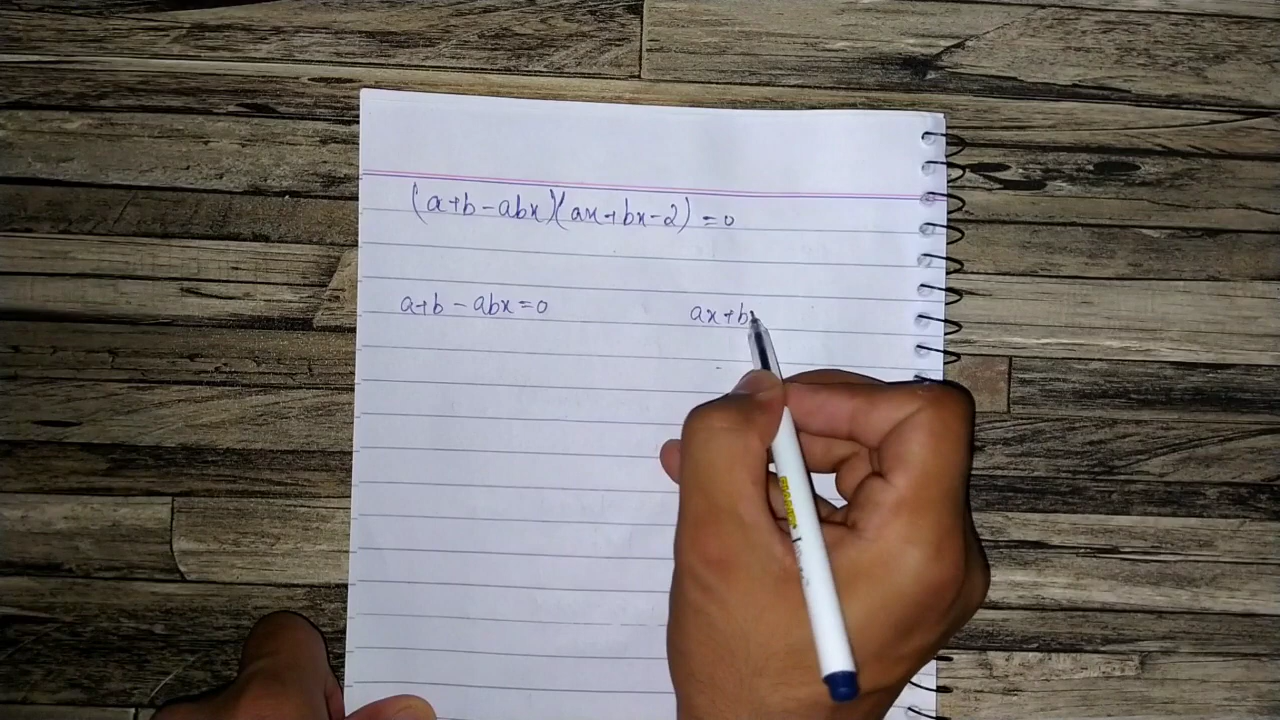 (a+b-abx)(ax+bx-2) = 0
a+b - abx = 0
ax + b